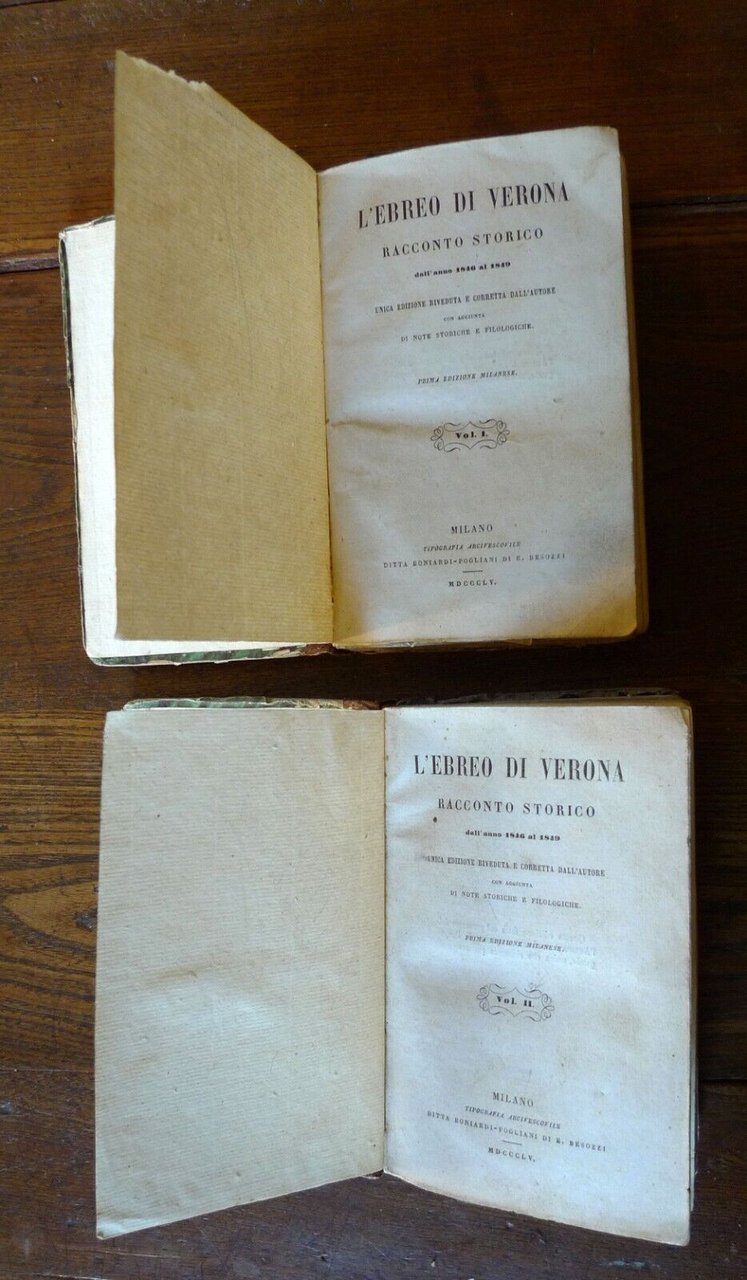 L'EBREO DI VERONA
RACCONTO STORICO
dall'anno 1846 al 1849
UNICA EDIZIONE RIVEDUTA E CORRETTA DALL'AUTORE
CON AGGIUNTA
DI NOTE STORICHE E FILOLOGICHE.
PRIMA EDIZIONE MILANESE.
Vol. I.
MILANO
TIPOGRAFIA ARCIVESCOVILE
DITTA BONIARDI-POGLIANI DI E. BESOZZI
MDCCCLV.
L'EBREO DI VERONA
RACCONTO STORICO
dall'anno 1846 al 1849
UNICA EDIZIONE RIVEDUTA E CORRETTA DALL'AUTORE
CON AGGIUNTA
DI NOTE STORICHE E FILOLOGICHE.
PRIMA EDIZIONE MILANESE.
Vol. II.
MILANO
TIPOGRAFIA ARCIVESCOVILE
DITTA BONIARDI-POGLIANI DI E. BESOZZI
MDCCCLV.